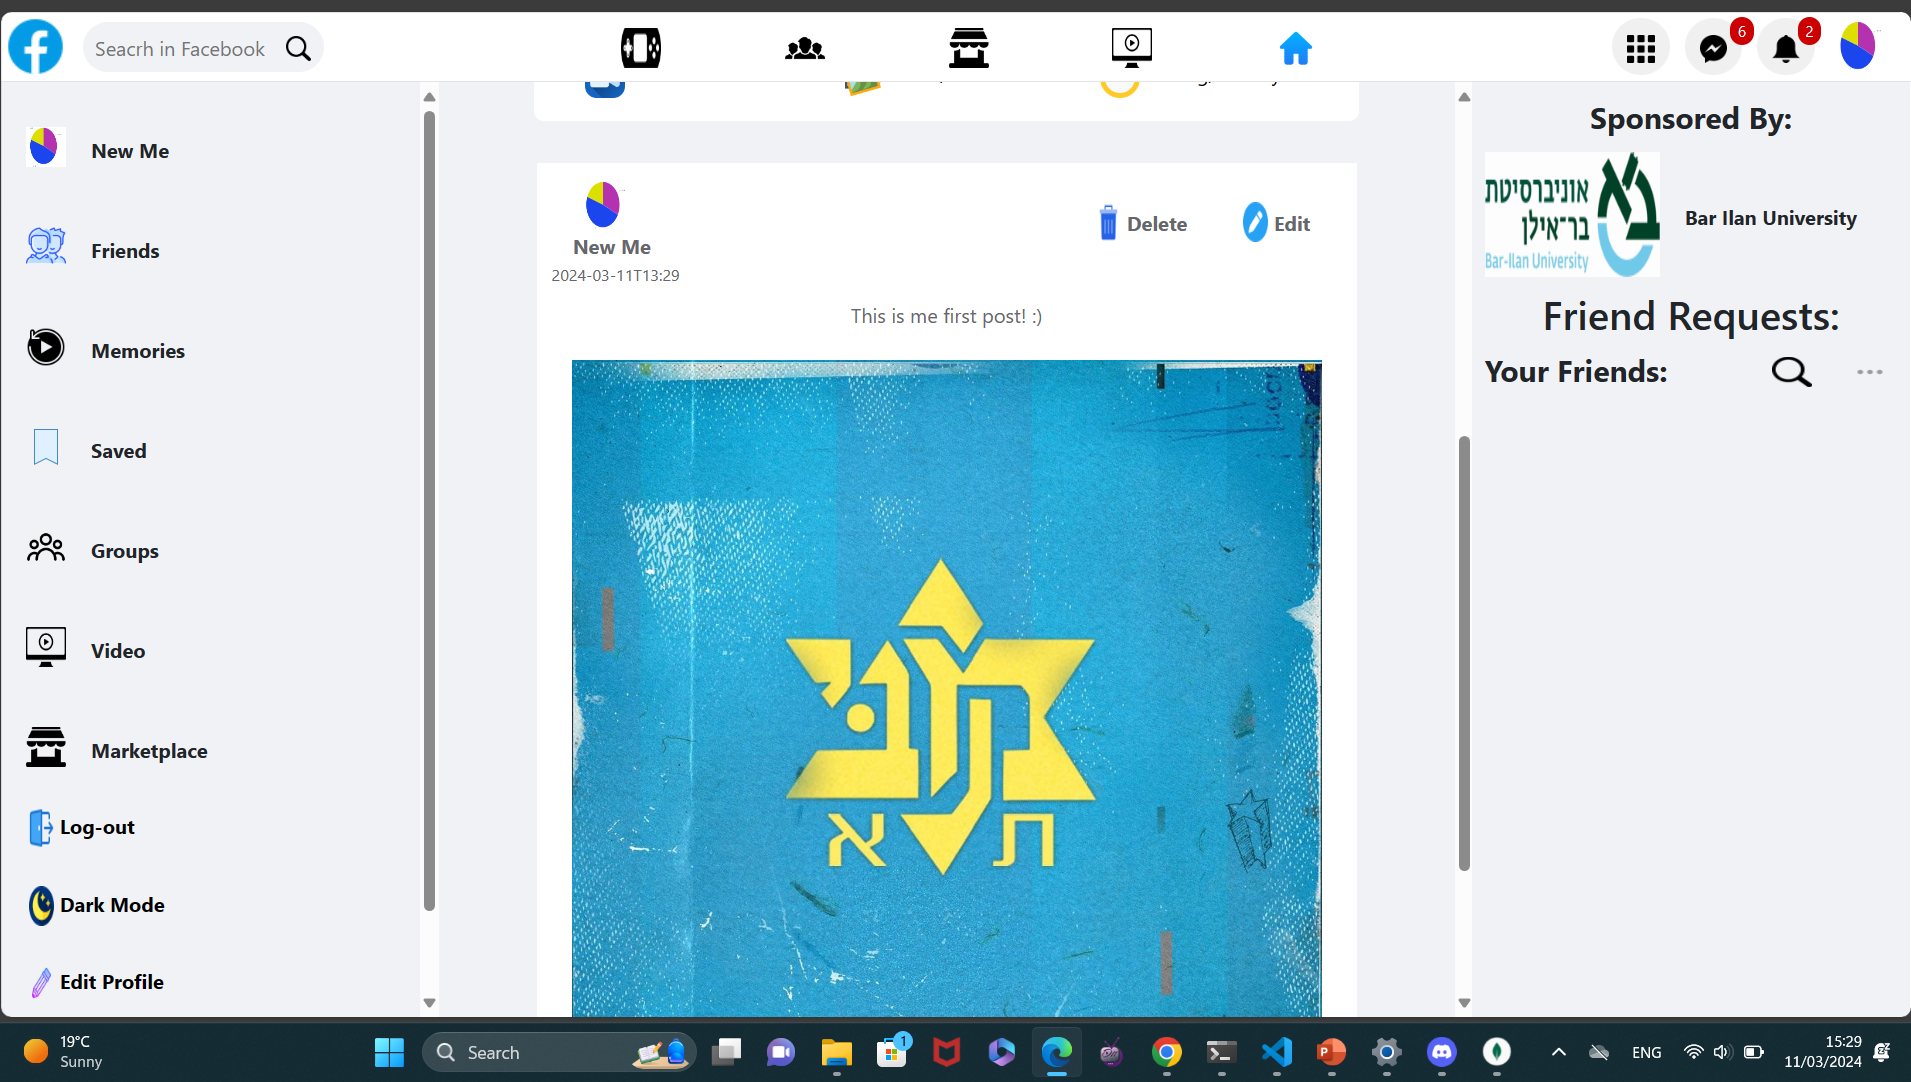 Seacrh in Facebook
6
2
New Me
Friends
Memories
Saved
Groups
Video
Marketplace
Log-out
Dark Mode
Edit Profile
New Me
2024-03-11T13:29
Delete
Edit
This is me first post! :)
מכבי
ת א
Sponsored By:
אוניברסיטת
בר־אילן
Bar-Ilan University
Bar Ilan University
Friend Requests:
Your Friends:
19°C
Sunny
Search
1
ENG
15:29
11/03/2024